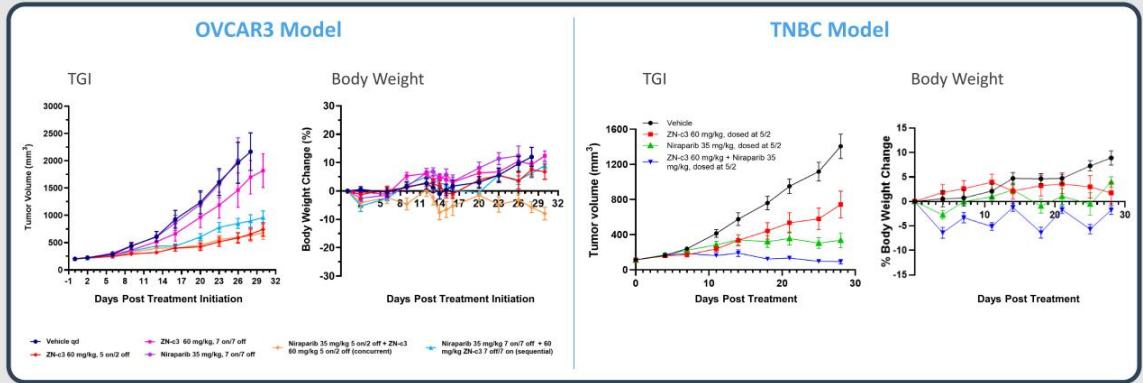 OVCAR3 Model
TGI
Body Weight
Tumor Volume (mm³)
3000
2500
2000
1500
1000
500
0
-1 2 5 8 11 14 17 20 23 26 29 32
Days Post Treatment Initiation
Body Weight Change (%)
30
20
10
0
-10
-20
-30
2 5 8 11 14 17 20 23 26 29 32
Days Post Treatment Initiation
Vehicle qd
ZN-c3 60 mg/kg, 5 on/2 off
ZN-c3 60 mg/kg, 7 on/7 off
Niraparib 35 mg/kg, 7 on/7 off
Niraparib 35 mg/kg 5 on/2 off + ZN-c3
60 mg/kg 5 on/2 off (concurrent)
Niraparib 35 mg/kg 7 on/7 off + 60
mg/kg ZN-c3 7 off/7 on (sequential)
TNBC Model
TGI
Body Weight
Vehicle
ZN-c3 60 mg/kg, dosed at 5/2
Niraparib 35 mg/kg, dosed at 5/2
ZN-c3 60 mg/kg + Niraparib 35
mg/kg, dosed at 5/2
Tumor volume (mm³)
1600
1200
800
400
0
0 10 20 30
Days Post Treatment
% Body Weight Change
15
10
5
0
-5
-10
-15
10 20 30
Days Post Treatment